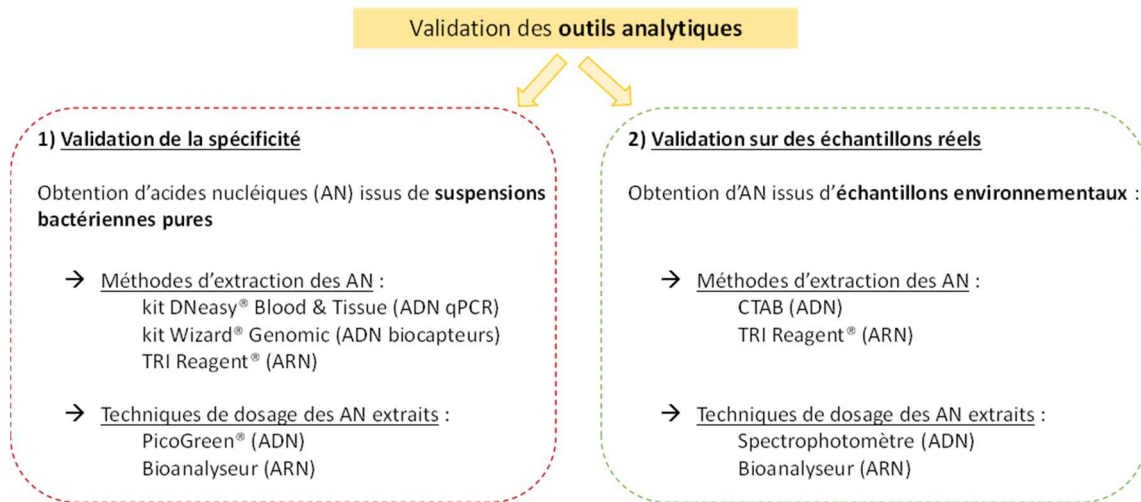 Validation des outils analytiques
1) Validation de la spécificité
Obtention d'acides nucléiques (AN) issus de suspensions
bactériennes pures
→ Méthodes d'extraction des AN :
kit DNeasy® Blood & Tissue (ADN qPCR)
kit Wizard® Genomic (ADN biocapteurs)
TRI Reagent® (ARN)
→ Techniques de dosage des AN extraits :
PicoGreen® (ADN)
Bioanalyseur (ARN)
2) Validation sur des échantillons réels
Obtention d'AN issus d'échantillons environnementaux :
→ Méthodes d'extraction des AN :
CTAB (ADN)
TRI Reagent® (ARN)
→ Techniques de dosage des AN extraits :
Spectrophotomètre (ADN)
Bioanalyseur (ARN)